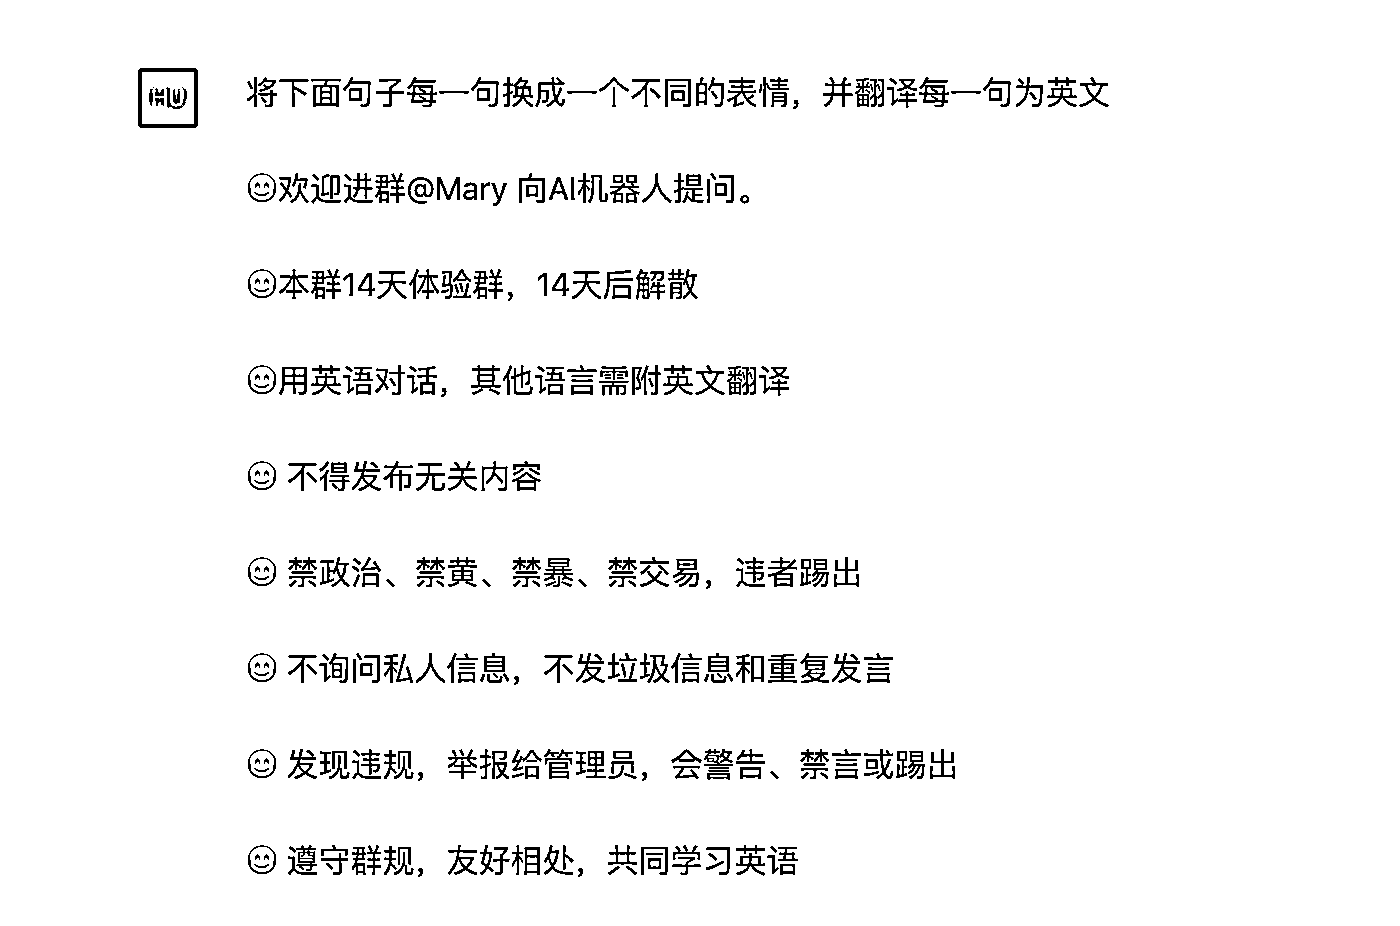 将下面句子每一句换成一个不同的表情，并翻译每一句为英文
😊欢迎进群@Mary 向AI机器人提问。
😊本群14天体验群，14天后解散
😊用英语对话，其他语言需附英文翻译
😊 不得发布无关内容
😊 禁政治、禁黄、禁暴、禁交易，违者踢出
😊 不询问私人信息，不发垃圾信息和重复发言
😊 发现违规，举报给管理员，会警告、禁言或踢出
😊 遵守群规，友好相处，共同学习英语